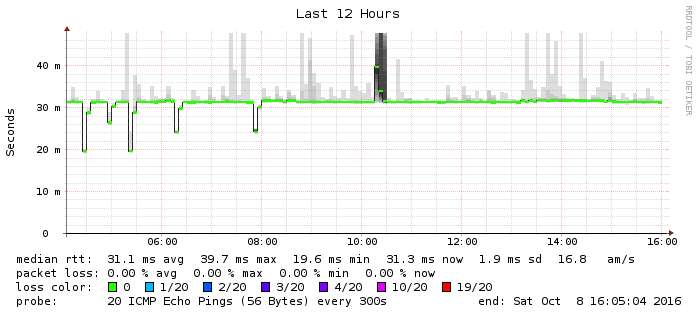 Last 12 Hours
RRDTOOL / TOBI OETIKER
Seconds
40 m
30 m
20 m
10 m
0
06:00 08:00 10:00 12:00 14:00 16:00
median rtt: 31.1 ms avg 39.7 ms max 19.6 ms min 31.3 ms now 1.9 ms sd 16.8 am/s
packet loss: 0.00 % avg 0.00 % max 0.00 % min 0.00 % now
loss color: 0 1/20 2/20 3/20 4/20 10/20 19/20
probe: 20 ICMP Echo Pings (56 Bytes) every 300s end: Sat Oct 8 16:05:04 2016